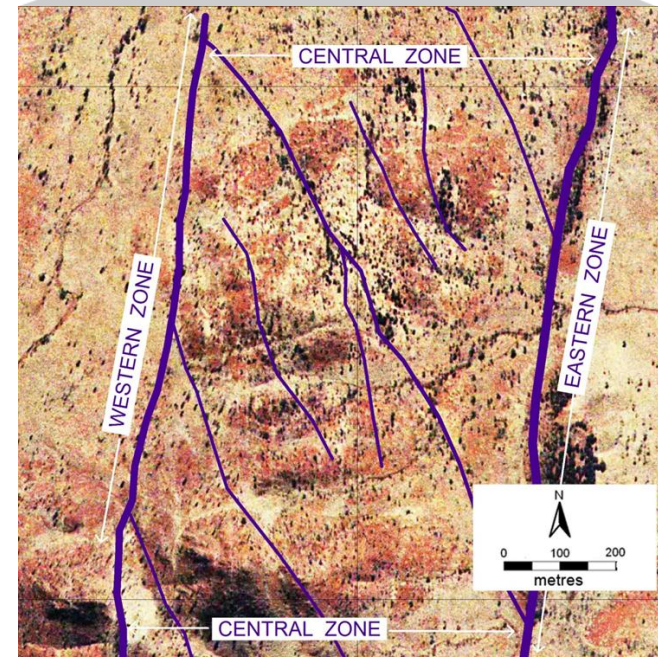 CENTRAL ZONE
WESTERN ZONE
EASTERN ZONE
N
0 100 200
metres
CENTRAL ZONE